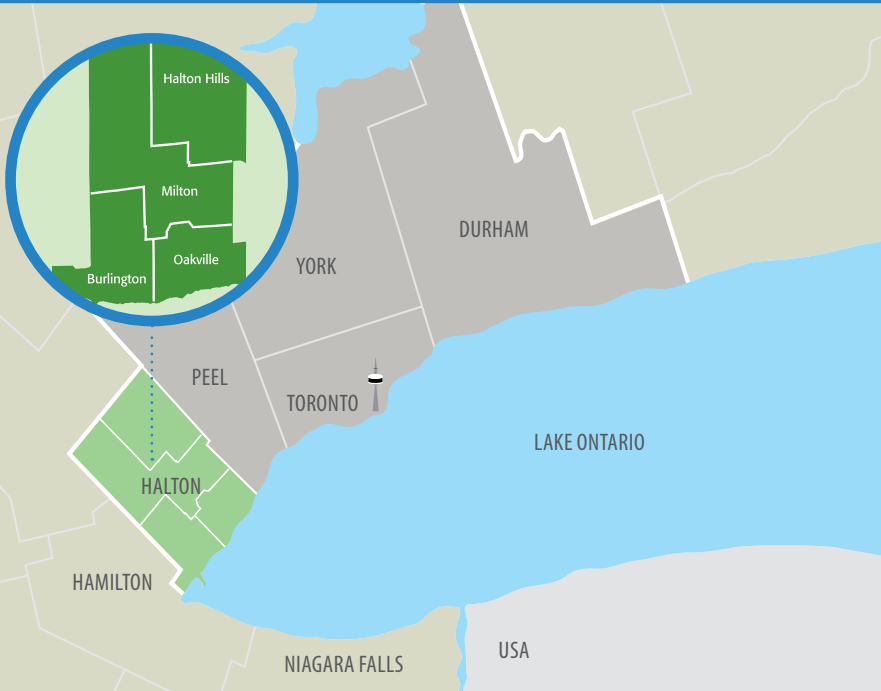 Halton Hills
Milton
Oakville
Burlington
DURHAM
YORK
PEEL
TORONTO
LAKE ONTARIO
HALTON
HAMILTON
NIAGARA FALLS
USA